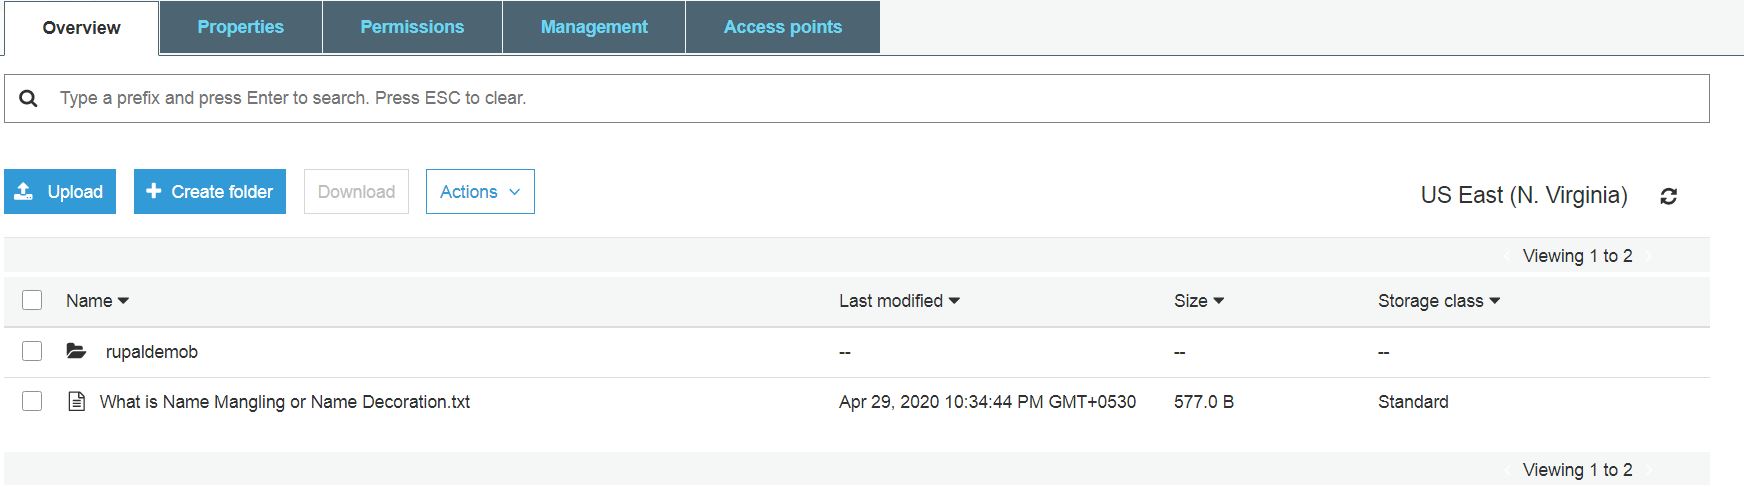 Overview Properties Permissions Management Access points
Type a prefix and press Enter to search. Press ESC to clear.
Upload Create folder Download Actions US East (N. Virginia)
Viewing 1 to 2
Name Last modified Size Storage class
rupaldemob -- -- --
What is Name Mangling or Name Decoration.txt Apr 29, 2020 10:34:44 PM GMT+0530 577.0 B Standard
Viewing 1 to 2